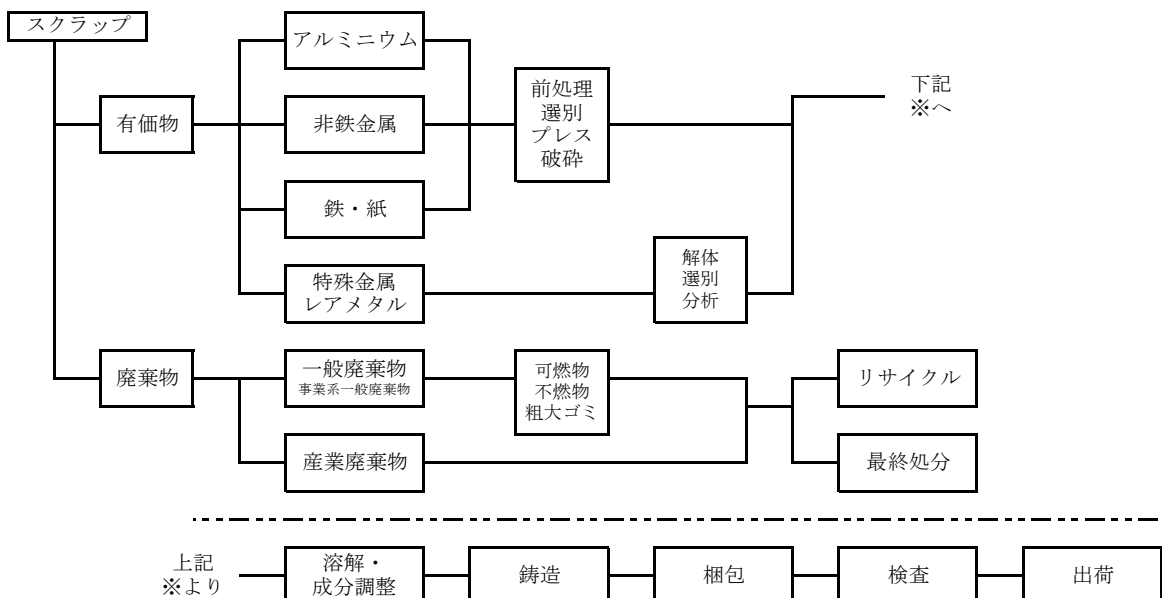 スクラップ
有価物
アルミニウム
非鉄金属
鉄・紙
特殊金属
レアメタル
前処理
選別
プレス
破砕
解体
選別
分析
下記
※へ
廃棄物
一般廃棄物
事業系一般廃棄物
産業廃棄物
可燃物
不燃物
粗大ゴミ
リサイクル
最終処分
上記
※より
溶解・
成分調整
鋳造
梱包
検査
出荷